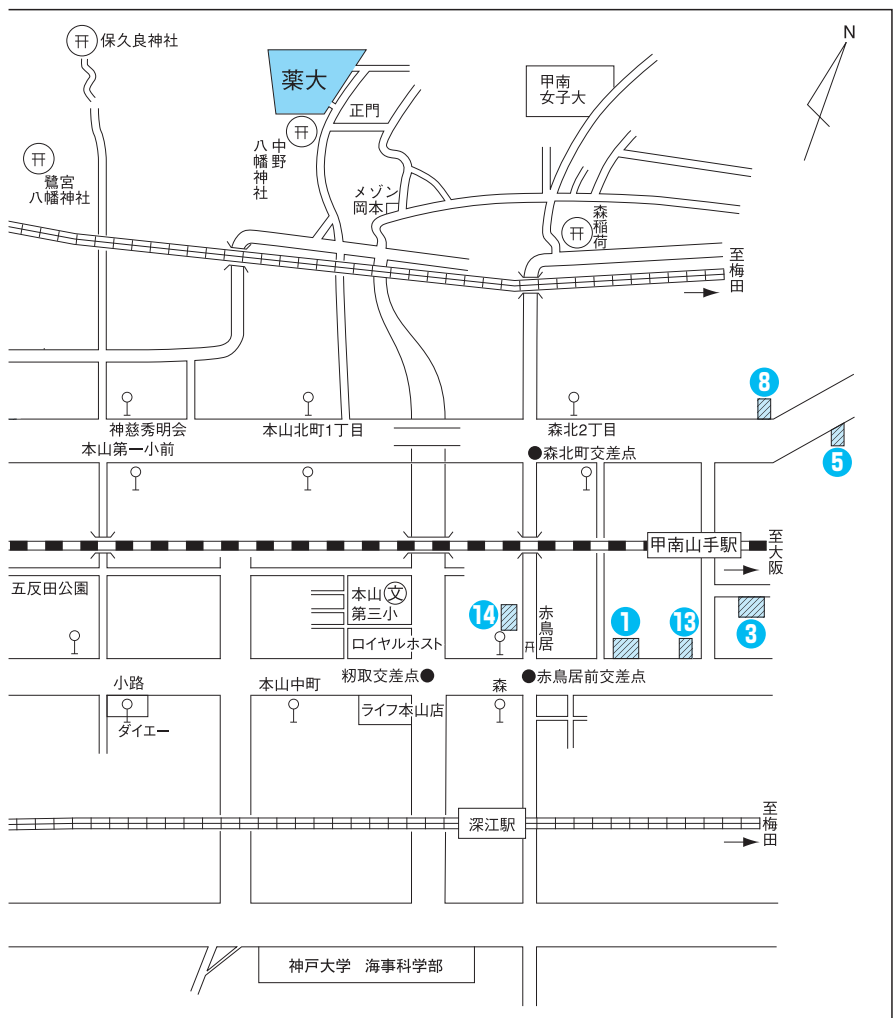 保久良神社
薬大
正門
甲南
女子大
N
中野
八幡神社
鷺宮
八幡神社
メゾン
岡本
森稲荷
至梅田
8
神慈秀明会
本山北町1丁目
森北2丁目
本山第一小前
森北町交差点
5
甲南山手駅
至大阪
五反田公園
本山
第三小
文
14
赤鳥居
1
13
3
ロイヤルホスト
籾取交差点
赤鳥居前交差点
小路
本山中町
森
ライフ本山店
ダイエー
深江駅
至梅田
神戸大学 海事科学部